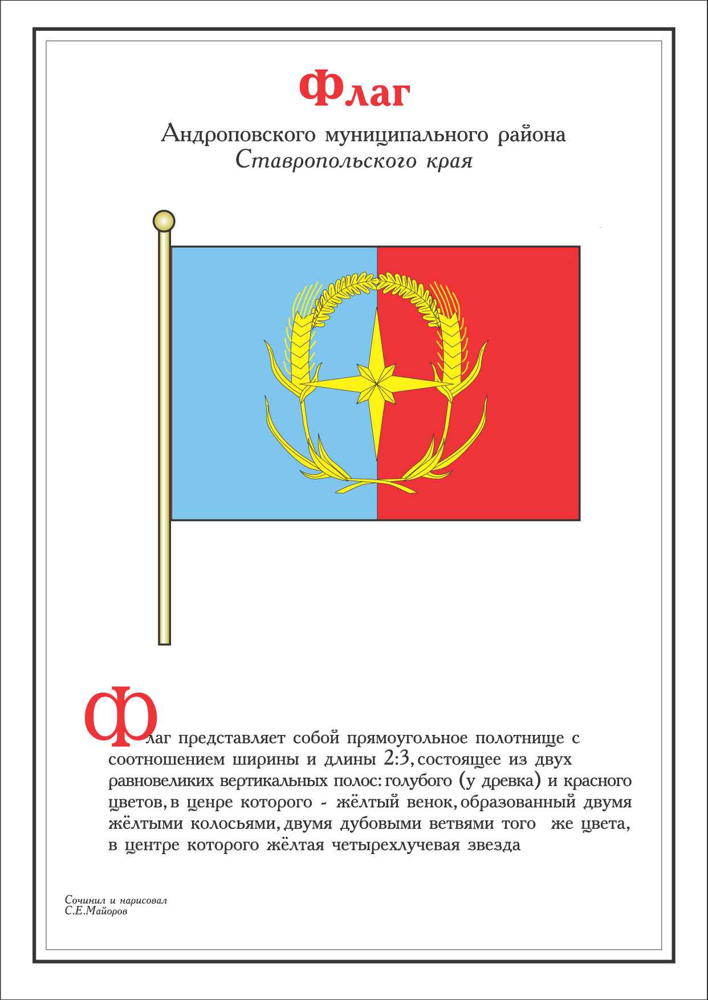 Флаг
Андроповского муниципального района
Ставропольского края
Флаг представляет собой прямоугольное полотнище с
соотношением ширины и длины 2:3, состоящее из двух
равновеликих вертикальных полос: голубого (у древка) и красного
цветов, в ценре которого - жёлтый венок, образованный двумя
жёлтыми колосьями, двумя дубовыми ветвями того же цвета,
в центре которого жёлтая четырехлучевая звезда
Сочинил и нарисовал
С.Е.Майоров